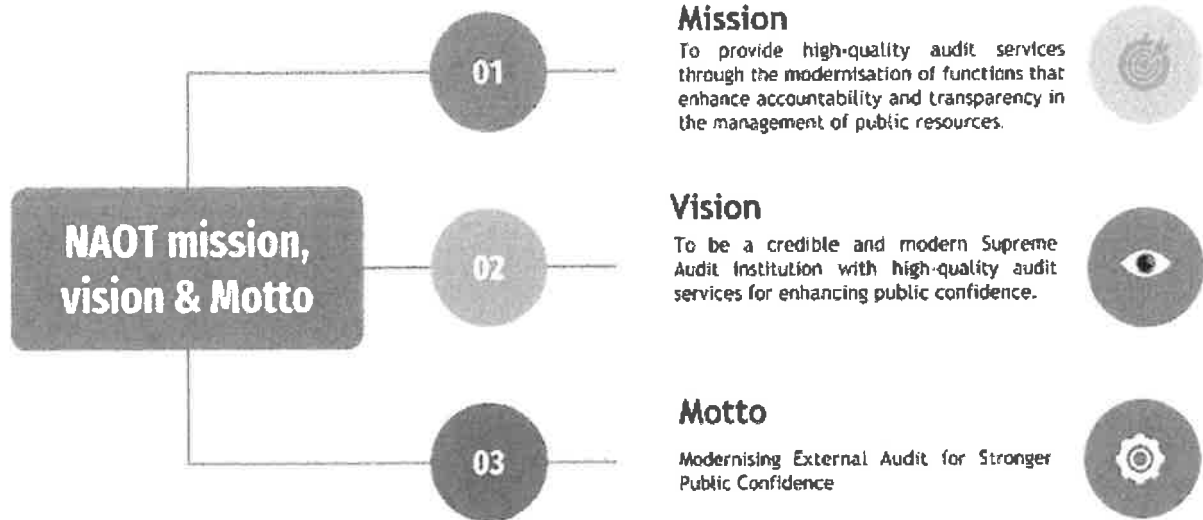 NAOT mission,
vision & Motto
01
Mission
To provide high-quality audit services
through the modernisation of functions that
enhance accountability and transparency in
the management of public resources.
02
Vision
To be a credible and modern Supreme
Audit Institution with high-quality audit
services for enhancing public confidence.
03
Motto
Modernising External Audit for Stronger
Public Confidence